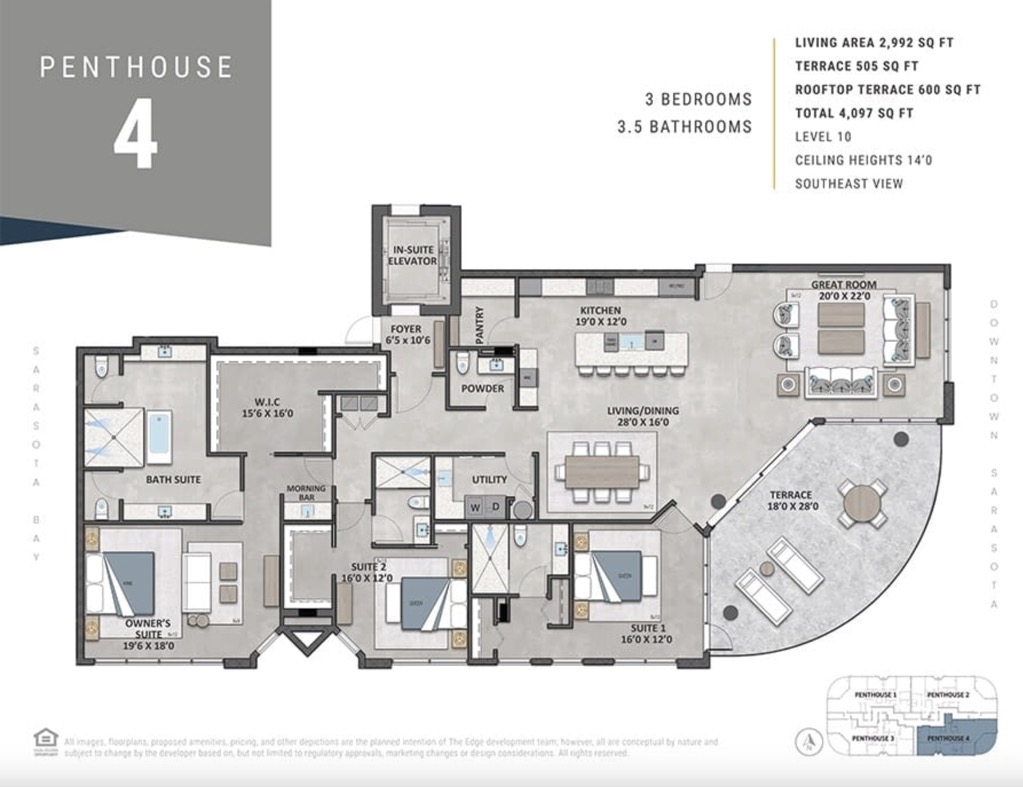 PENTHOUSE
4
3 BEDROOMS
3.5 BATHROOMS
LIVING AREA 2,992 SQ FT
TERRACE 505 SQ FT
ROOFTOP TERRACE 600 SQ FT
TOTAL 4,097 SQ FT
LEVEL 10
CEILING HEIGHTS 14'0
SOUTHEAST VIEW
IN-SUITE
ELEVATOR
FOYER
6'5 X 10'6
PANTRY
KITCHEN
19'0 X 12'0
GREAT ROOM
20'0 X 22'0
POWDER
W.I.C
15'6 X 16'0
LIVING/DINING
28'0 X 16'0
BATH SUITE
MORNING
BAR
UTILITY
W D
TERRACE
18'0 X 28'0
OWNER'S
SUITE
19'6 X 18'0
KING
SUITE 2
16'0 X 12'0
QUEEN
SUITE 1
16'0 X 12'0
QUEEN
SARASOTA BAY
DOWNTOWN SARASOTA
PENTHOUSE 1
PENTHOUSE 2
PENTHOUSE 3
PENTHOUSE 4
N
EQUAL HOUSING
OPPORTUNITY
All images, floorplans, proposed amenities, pricing, and other depictions are the planned intention of The Edge development team; however, all are conceptual by nature and
subject to change by the developer based on, but not limited to regulatory approvals, marketing changes or design considerations. All rights reserved.